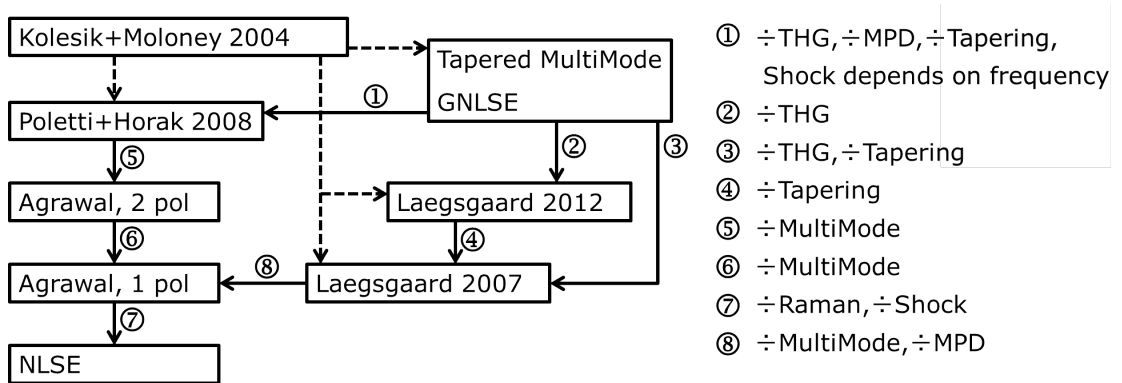 Kolesik+Moloney 2004
Tapered MultiMode
GNLSE
①
Poletti+Horak 2008
②
③
⑤
Agrawal, 2 pol
Laegsgaard 2012
⑥
④
⑧
Agrawal, 1 pol
Laegsgaard 2007
⑦
NLSE
① ÷THG,÷MPD,÷Tapering,
Shock depends on frequency
② ÷THG
③ ÷THG,÷Tapering
④ ÷Tapering
⑤ ÷MultiMode
⑥ ÷MultiMode
⑦ ÷Raman,÷Shock
⑧ ÷MultiMode,÷MPD